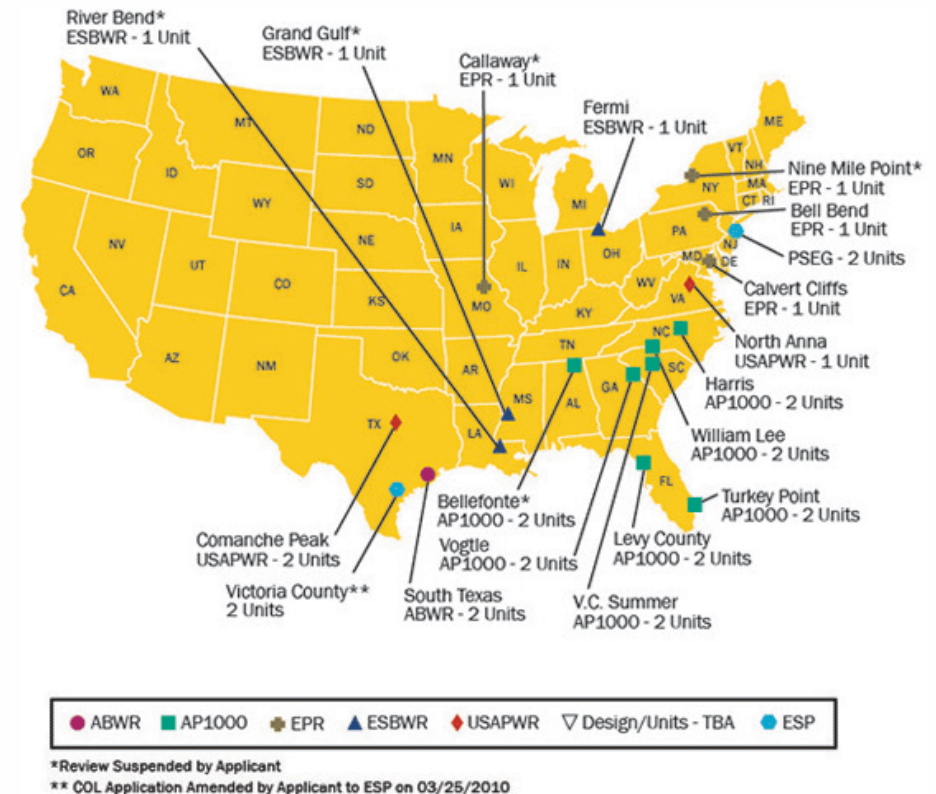 River Bend*
ESBWR - 1 Unit
Grand Gulf*
ESBWR - 1 Unit
Callaway*
EPR - 1 Unit
Fermi
ESBWR - 1 Unit
Nine Mile Point*
EPR - 1 Unit
Bell Bend
EPR - 1 Unit
PSEG - 2 Units
Calvert Cliffs
EPR - 1 Unit
North Anna
USAPWR - 1 Unit
Harris
AP1000 - 2 Units
William Lee
AP1000 - 2 Units
Turkey Point
AP1000 - 2 Units
Levy County
AP1000 - 2 Units
V.C. Summer
AP1000 - 2 Units
Bellefonte*
AP1000 - 2 Units
Vogtle
AP1000 - 2 Units
South Texas
ABWR - 2 Units
Comanche Peak
USAPWR - 2 Units
Victoria County**
2 Units
WA
MT
ND
MN
ME
OR
ID
SD
WI
VT
NH
MA
NY
CT RI
WY
MI
IA
NE
PA
NJ
NV
UT
CO
IL
IN
OH
MD
DE
CA
KS
MO
WV
VA
KY
AZ
NM
OK
AR
TN
NC
SC
TX
LA
MS
AL
GA
FL
ABWR AP1000 EPR ESBWR USAPWR Design/Units - TBA ESP
*Review Suspended by Applicant
** COL Application Amended by Applicant to ESP on 03/25/2010